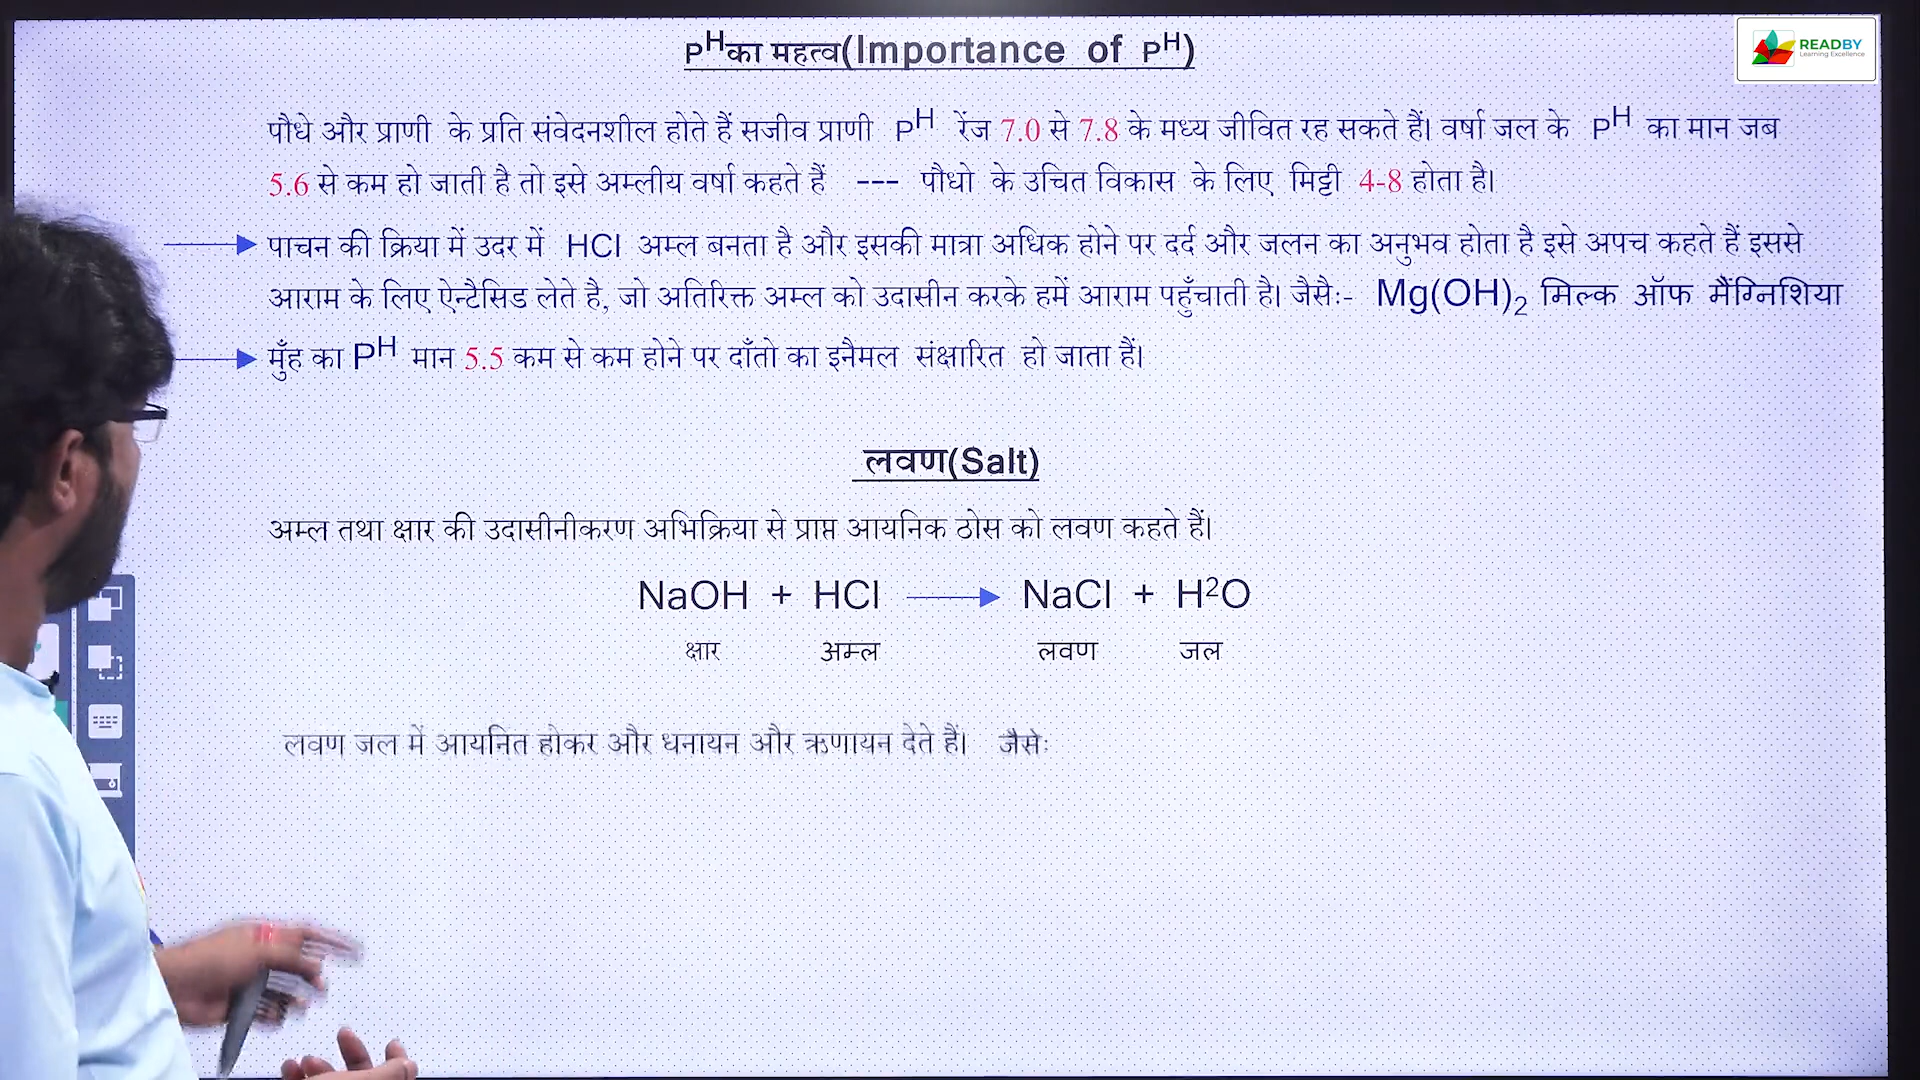 Pᴴका महत्व(Importance of Pᴴ)
READBY
Learning Excellence
पौधे और प्राणी के प्रति संवेदनशील होते हैं सजीव प्राणी Pᴴ रेंज 7.0 से 7.8 के मध्य जीवित रह सकते हैं। वर्षा जल के Pᴴ का मान जब
5.6 से कम हो जाती है तो इसे अम्लीय वर्षा कहते हैं --- पौधो के उचित विकास के लिए मिट्टी 4-8 होता है।
पाचन की क्रिया में उदर में HCl अम्ल बनता है और इसकी मात्रा अधिक होने पर दर्द और जलन का अनुभव होता है इसे अपच कहते हैं इससे
आराम के लिए ऐन्टैसिड लेते है, जो अतिरिक्त अम्ल को उदासीन करके हमें आराम पहुँचाती है। जैसैः- Mg(OH)₂ मिल्क ऑफ मैंग्निशिया
मुँह का Pᴴ मान 5.5 कम से कम होने पर दाँतो का इनैमल संक्षारित हो जाता हैं।
लवण(Salt)
अम्ल तथा क्षार की उदासीनीकरण अभिक्रिया से प्राप्त आयनिक ठोस को लवण कहते हैं।
NaOH + HCl ⟶ NaCl + H²O
क्षार अम्ल लवण जल
लवण जल में आयनित होकर और धनायन और ऋणायन देते हैं। जैसेः